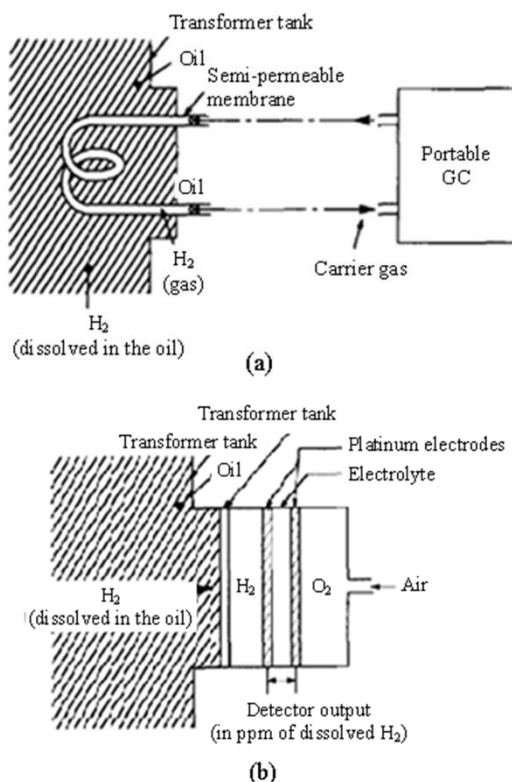 Transformer tank
Oil
Semi-permeable
membrane
Portable
GC
Oil
H₂
(gas)
Carrier gas
H₂
(dissolved in the oil)
(a)
Transformer tank
Platinum electrodes
Transformer tank
Oil
Electrolyte
H₂
(dissolved in the oil)
H₂
O₂
Air
Detector output
(in ppm of dissolved H₂)
(b)